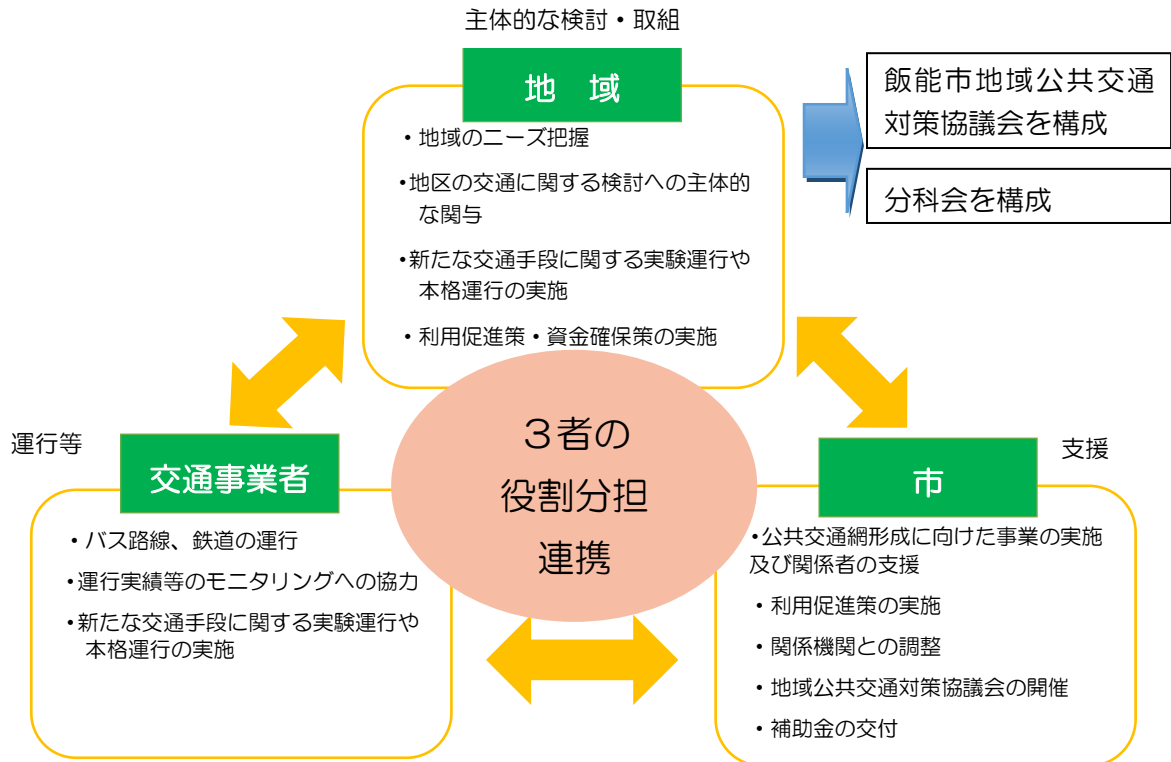 主体的な検討・取組
地　域
・地域のニーズ把握
・地区の交通に関する検討への主体的
な関与
・新たな交通手段に関する実験運行や
本格運行の実施
・利用促進策・資金確保策の実施
飯能市地域公共交通
対策協議会を構成
分科会を構成
３者の
役割分担
連携
運行等
交通事業者
・バス路線、鉄道の運行
・運行実績等のモニタリングへの協力
・新たな交通手段に関する実験運行や
本格運行の実施
支援
市
・公共交通網形成に向けた事業の実施
及び関係者の支援
・利用促進策の実施
・関係機関との調整
・地域公共交通対策協議会の開催
・補助金の交付